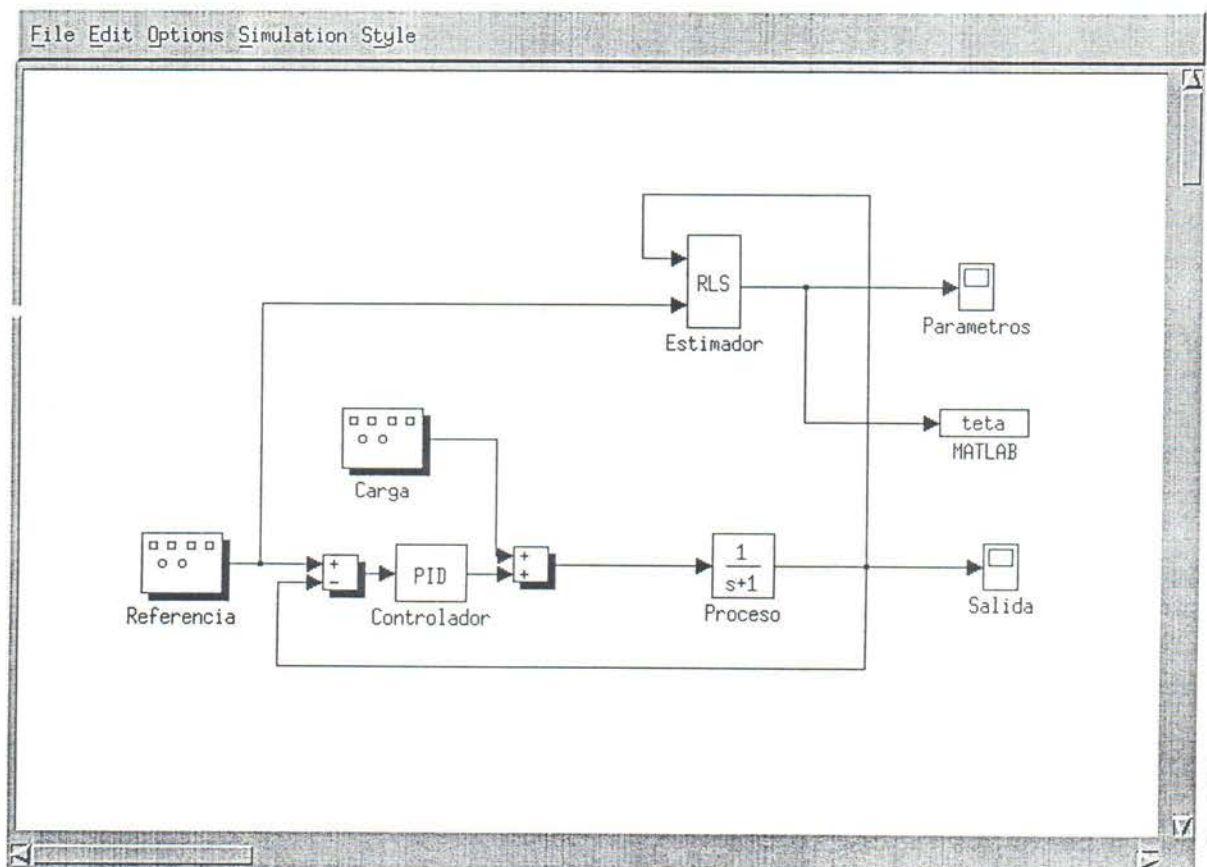 File Edit Options Simulation Style
RLS
Estimador
Parametros
teta
MATLAB
Carga
Referencia
+
−
PID
Controlador
+
+
1
s+1
Proceso
Salida